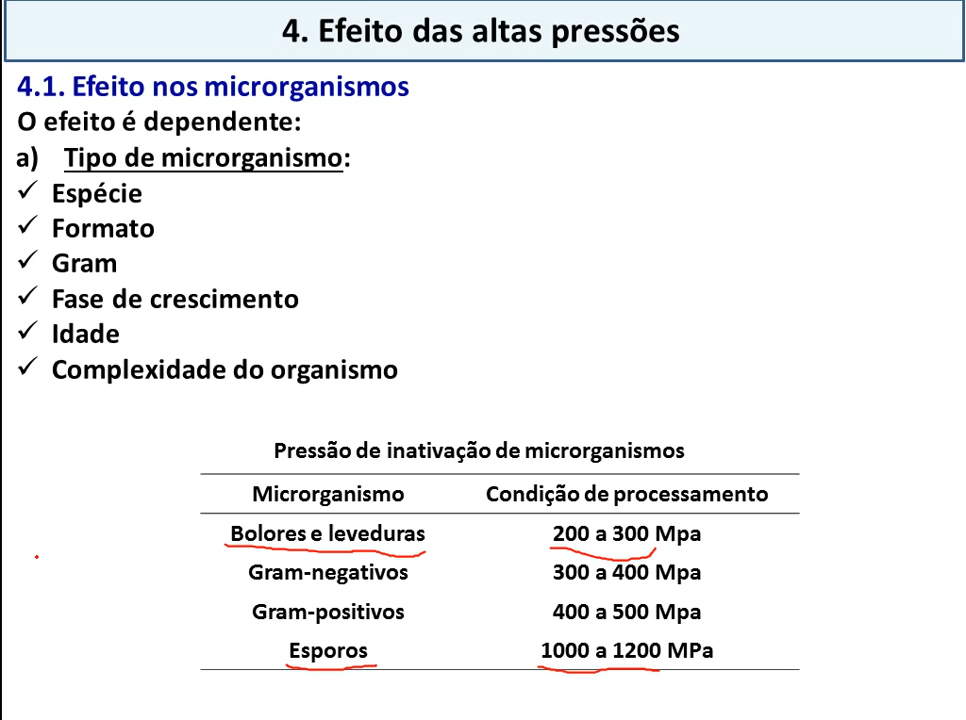 4. Efeito das altas pressões
4.1. Efeito nos microrganismos
O efeito é dependente:
a) Tipo de microrganismo:
✓ Espécie
✓ Formato
✓ Gram
✓ Fase de crescimento
✓ Idade
✓ Complexidade do organismo
Pressão de inativação de microrganismos
Microrganismo Condição de processamento
Bolores e leveduras 200 a 300 Mpa
Gram-negativos 300 a 400 Mpa
Gram-positivos 400 a 500 Mpa
Esporos 1000 a 1200 MPa